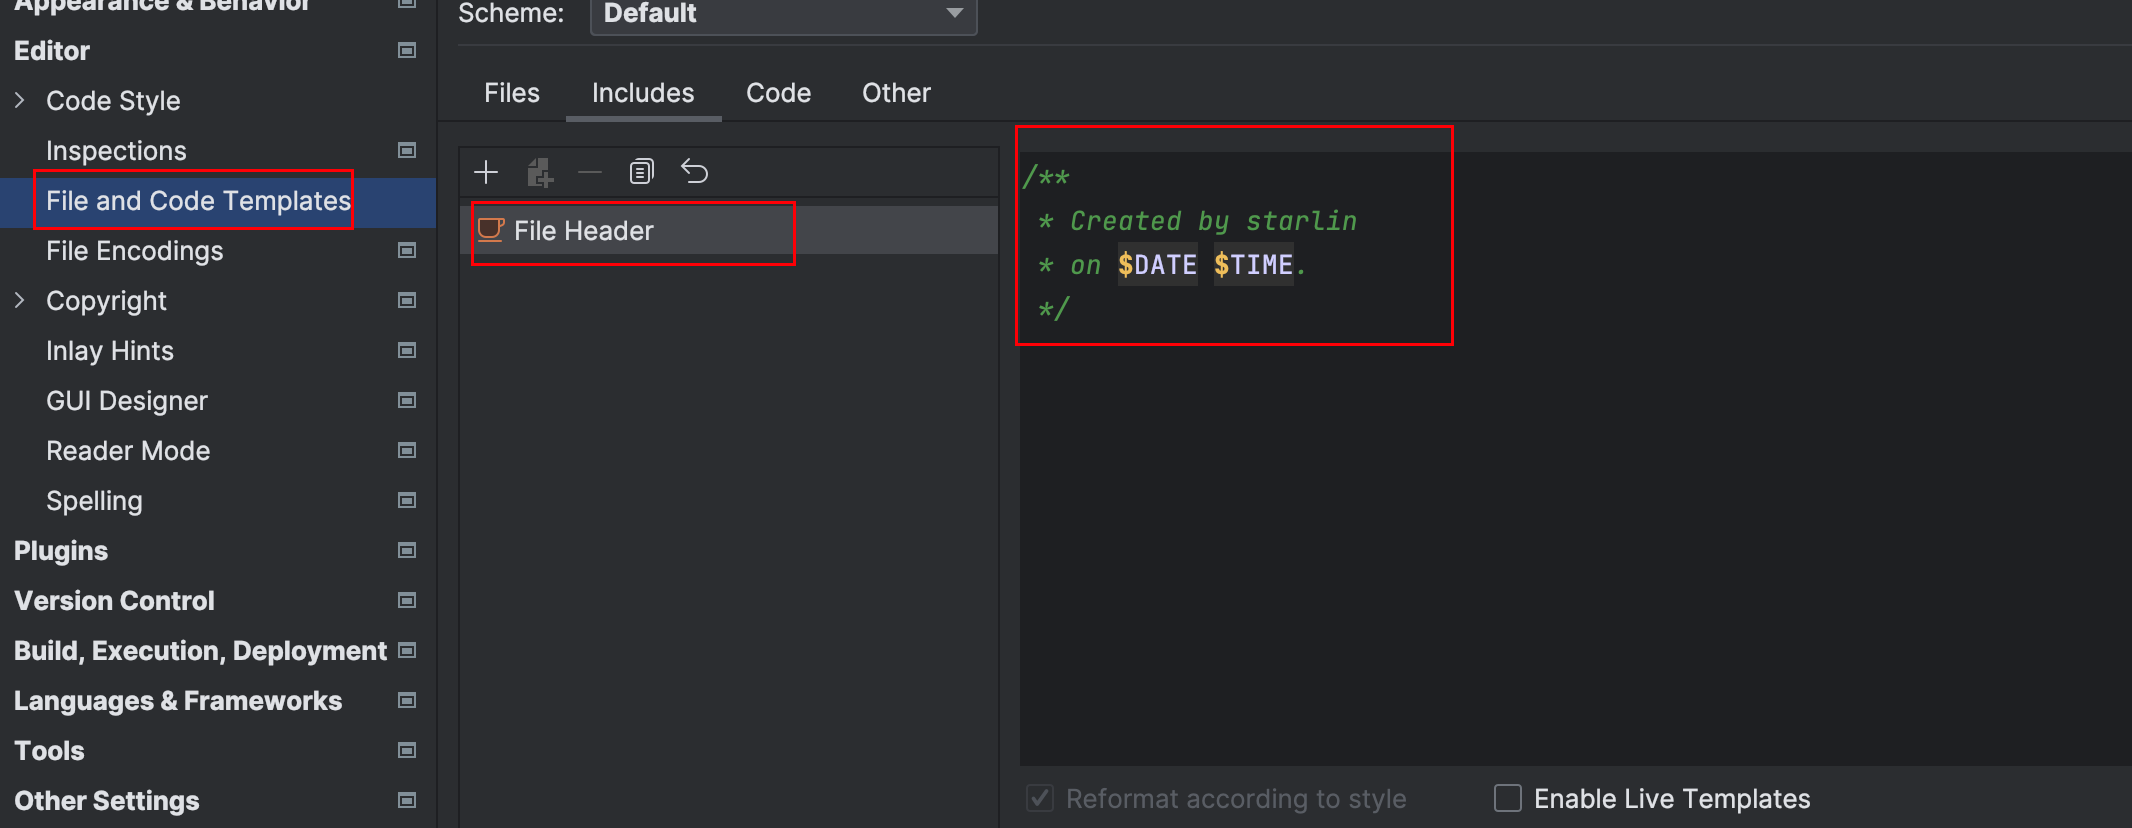 Appearance & Behavior
Editor
Code Style
Inspections
File and Code Templates
File Encodings
Copyright
Inlay Hints
GUI Designer
Reader Mode
Spelling
Plugins
Version Control
Build, Execution, Deployment
Languages & Frameworks
Tools
Other Settings
Scheme: Default
Files Includes Code Other
File Header
/**
* Created by starlin
* on $DATE $TIME.
*/
Reformat according to style Enable Live Templates